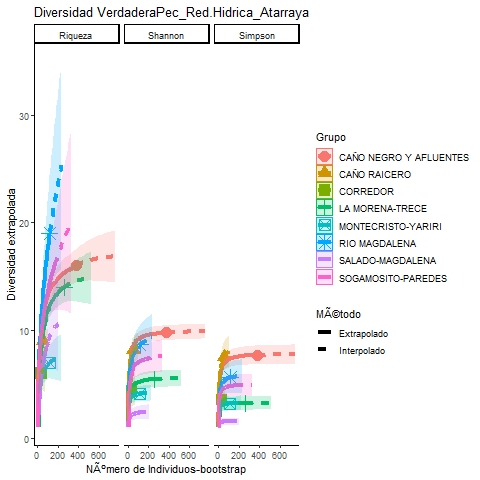 Diversidad VerdaderaPec_Red.Hidrica_Atarraya
Riqueza
Shannon
Simpson
30
20
10
0
Diversidad extrapolada
0 200 400 600
0 200 400 600
0 200 400 600
NÃºmero de Individuos-bootstrap
Grupo
CAÑO NEGRO Y AFLUENTES
CAÑO RAICERO
CORREDOR
LA MORENA-TRECE
MONTECRISTO-YARIRI
RIO MAGDALENA
SALADO-MAGDALENA
SOGAMOSITO-PAREDES
MÃ©todo
Extrapolado
Interpolado